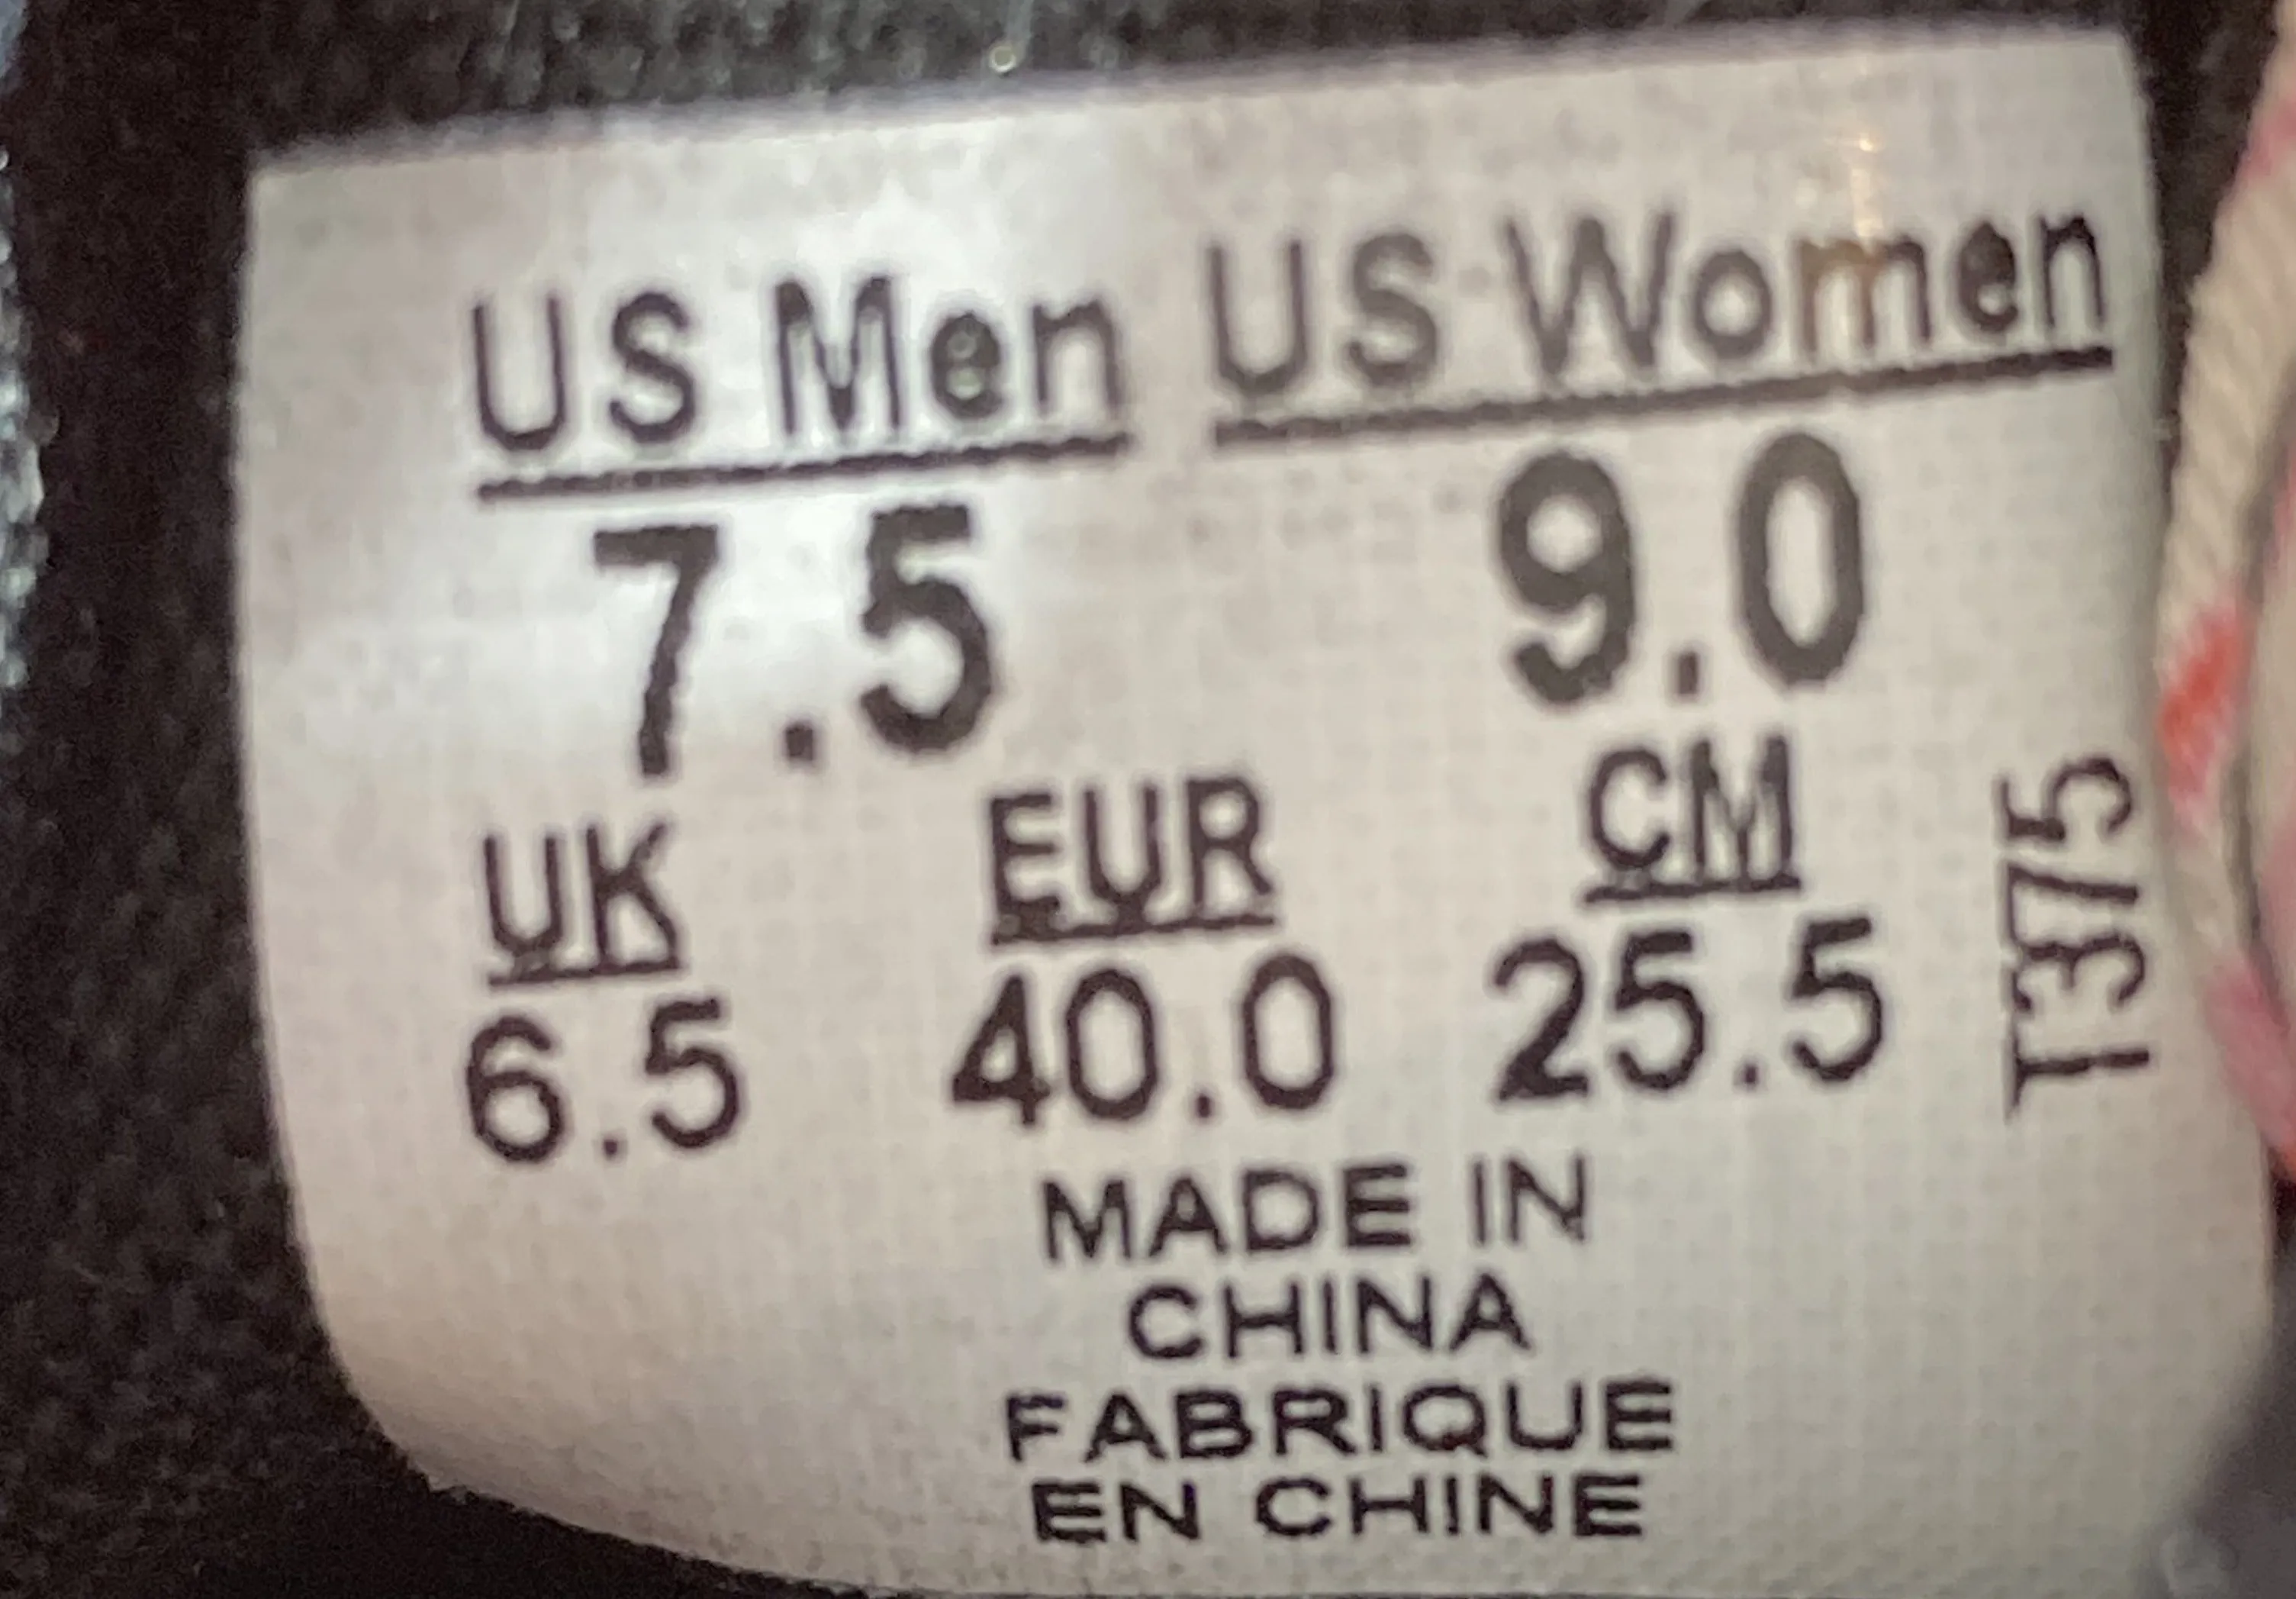 US Men US Women
7.5 9.0
UK EUR CM
6.5 40.0 25.5
T375
MADE IN
CHINA
FABRIQUE
EN CHINE